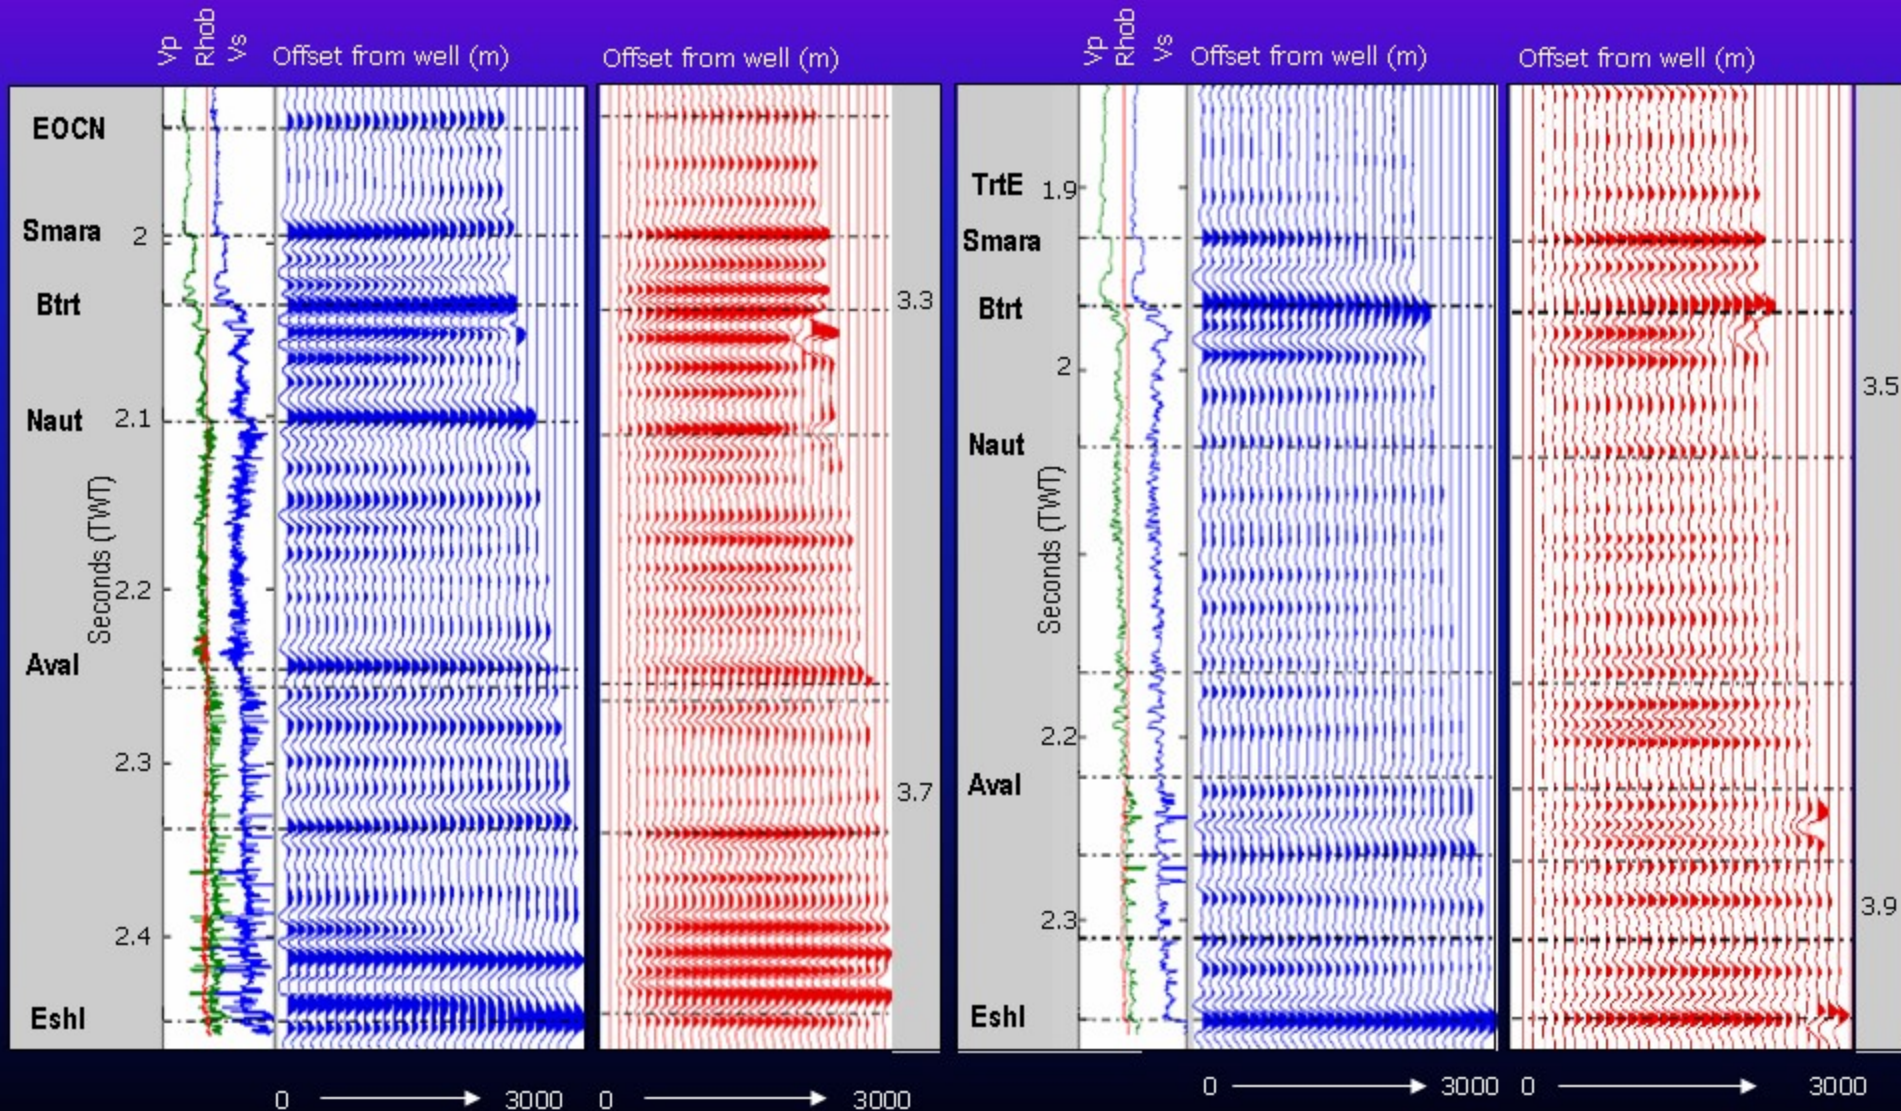 Vp Rhob Vs Offset from well (m) Offset from well (m)
EOCN
Smara 2
Btrt 3.3
Naut 2.1
Seconds (TWT)
2.2
Aval
2.3
3.7
2.4
Eshl
0 3000 0 3000
Vp Rhob Vs Offset from well (m) Offset from well (m)
TrtE 1.9
Smara
Btrt
2
3.5
Naut
Seconds (TWT)
2.2
Aval
3.9
2.3
Eshl
0 3000 0 3000